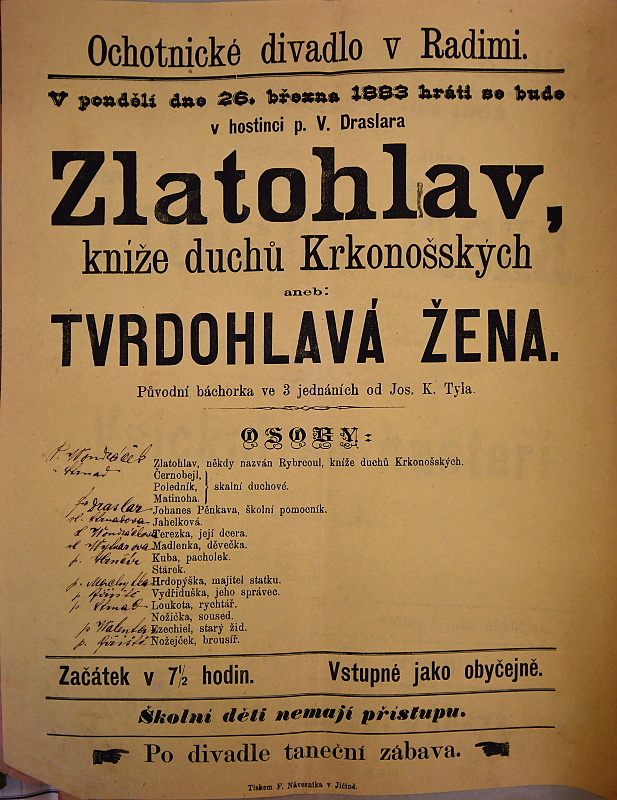 Ochotnické divadlo v Radimi.
V pondělí dne 26. března 1883 hráti se bude
v hostinci p. V. Draslara
Zlatohlav,
kníže duchů Krkonošských
aneb:
TVRDOHLAVÁ ŽENA.
Původní báchorka ve 3 jednáních od Jos. K. Tyla.
OSOBY:
Zlatohlav, někdy nazván Rybrcoul, kníže duchů Krkonošských.
Černobejl,
Poledník, skalní duchové.
Matinoha.
Draslar Johanes Pěnkava, školní pomocník.
Jahelková.
Terezka, její dcera.
Madlenka, děvečka.
Kuba, pacholek.
Stárek.
Hrdopýška, majitel statku.
Vydřiduška, jeho správec.
Loukota, rychtář.
Nožička, soused.
Ezechiel, starý žid.
Nožejček, brousíř.
Začátek v 7½ hodin. Vstupné jako obyčejně.
Školní děti nemají přístupu.
Po divadle taneční zábava.
Tiskem F. Návesníka v Jičíně.